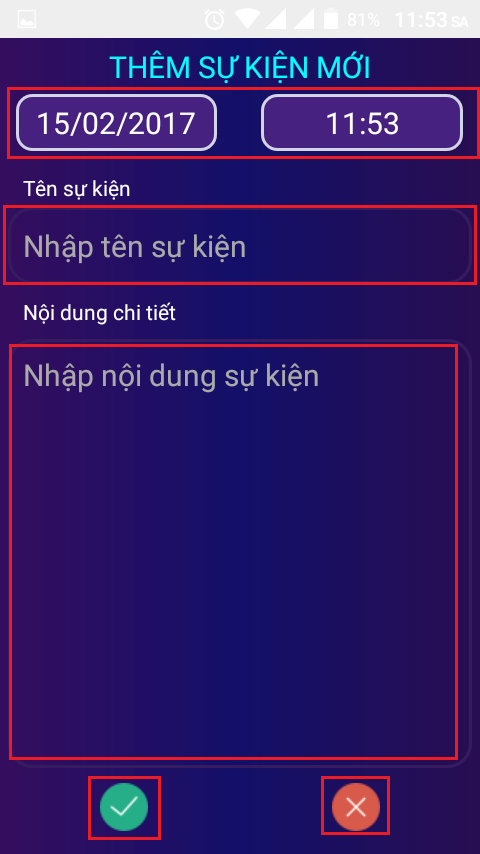 81% 11:53 SA
THÊM SỰ KIỆN MỚI
15/02/2017 11:53
Tên sự kiện
Nhập tên sự kiện
Nội dung chi tiết
Nhập nội dung sự kiện